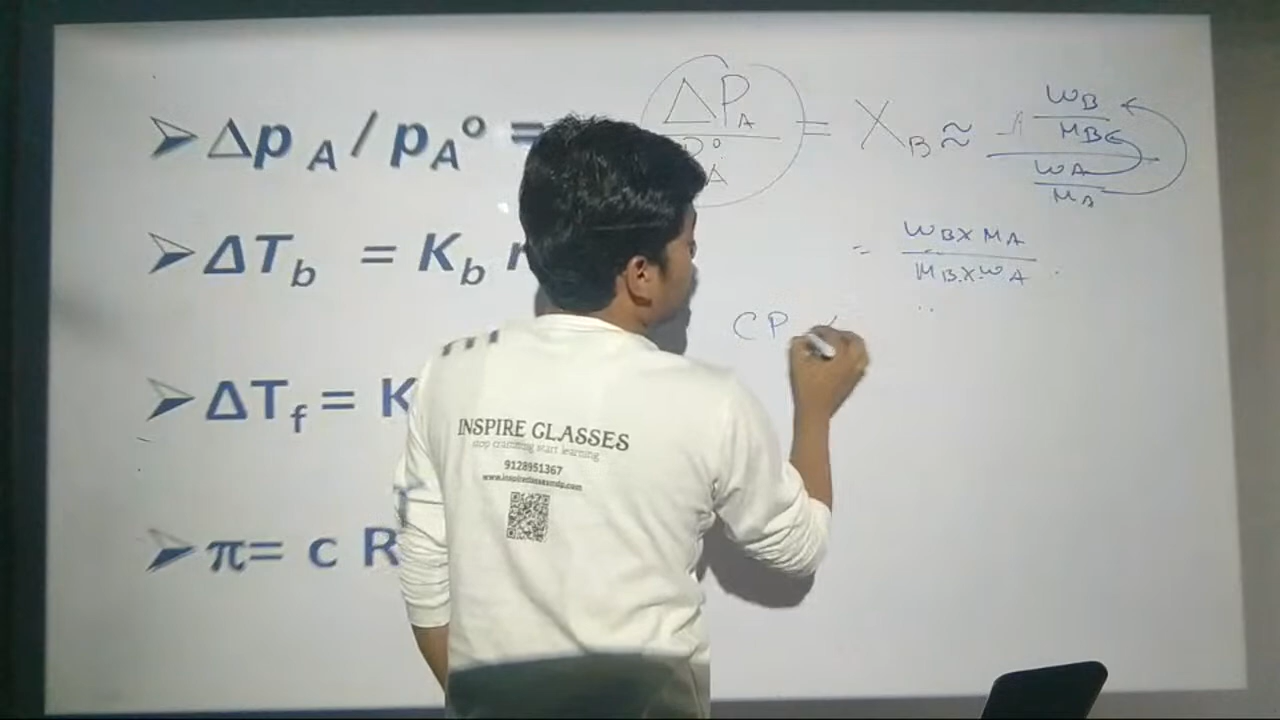 ➢ Δp A / pA° =
ΔPA / P°A = XB ≈ (WB / MB) / (WA / MA)
➢ ΔTb = Kb
= WB X MA / MB X WA
CP
➢ ΔTf = K
➢ π= c R
INSPIRE CLASSES
stop cramming start learning
9128951367